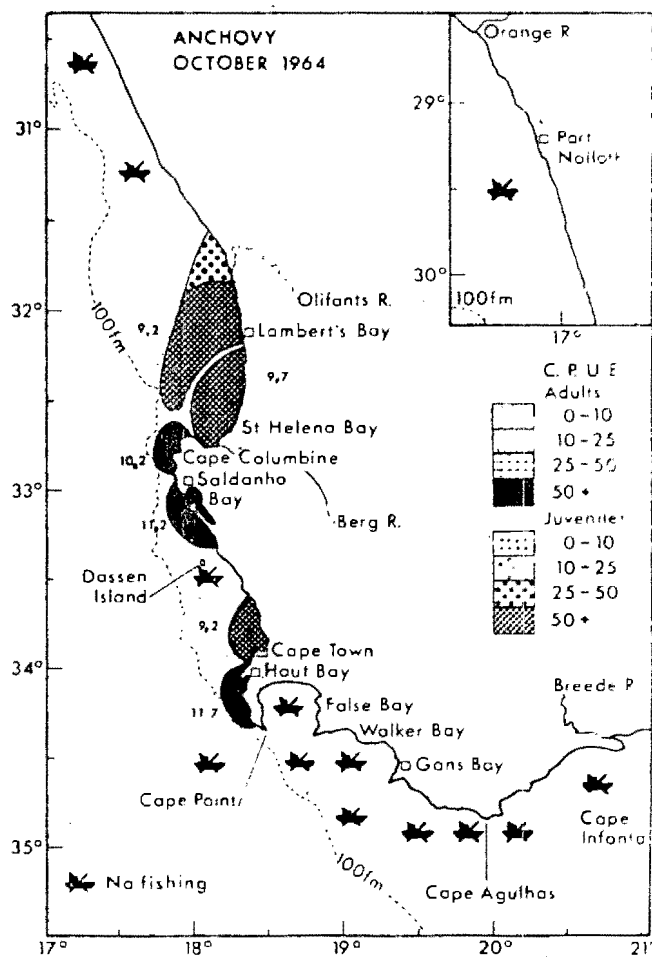 ANCHOVY
OCTOBER 1964
Orange R
29°
Port
Nolloth
30°
100fm
17°
31°
32°
33°
34°
35°
100fm
9,2
Olifants R.
Lambert's Bay
9,7
St Helena Bay
10,2
Cape Columbine
Saldanha
Bay
11,2
Berg R.
Dassen
Island
9,2
Cape Town
Hout Bay
11,7
False Bay
Walker Bay
Gans Bay
Breede R
Cape Point
Cape
Infanta
100fm
Cape Agulhas
No fishing
C. P. U E
Adults
0-10
10-25
25-50
50+
Juveniles
0-10
10-25
25-50
50+
17°
18°
19°
20°
21°